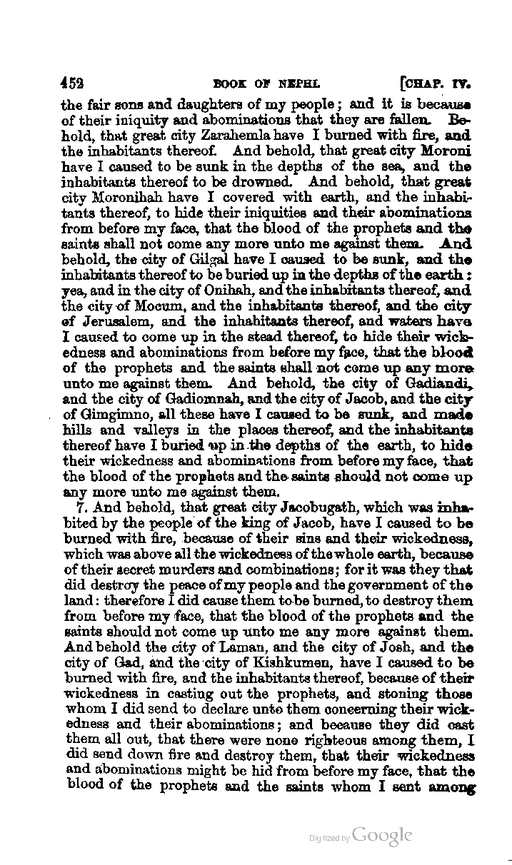 452 BOOK OF NEPHI. [CHAP. IV.
the fair sons and daughters of my people; and it is because
of their iniquity and abominations that they are fallen. Be-
hold, that great city Zarahemla have I burned with fire, and
the inhabitants thereof. And behold, that great city Moroni
have I caused to be sunk in the depths of the sea, and the
inhabitants thereof to be drowned. And behold, that great
city Moronihah have I covered with earth, and the inhabi-
tants thereof, to hide their iniquities and their abominations
from before my face, that the blood of the prophets and the
saints shall not come any more unto me against them. And
behold, the city of Gilgal have I caused to be sunk, and the
inhabitants thereof to be buried up in the depths of the earth:
yea, and in the city of Onihah, and the inhabitants thereof, and
the city of Mocum, and the inhabitants thereof, and the city
of Jerusalem, and the inhabitants thereof, and waters have
I caused to come up in the stead thereof, to hide their wick-
edness and abominations from before my face, that the blood
of the prophets and the saints shall not come up any more
unto me against them. And behold, the city of Gadiandi,
and the city of Gadiomnah, and the city of Jacob, and the city
of Gimgimno, all these have I caused to be sunk, and made
hills and valleys in the places thereof, and the inhabitants
thereof have I buried up in the depths of the earth, to hide
their wickedness and abominations from before my face, that
the blood of the prophets and the saints should not come up
any more unto me against them.
7. And behold, that great city Jacobugath, which was inha-
bited by the people of the king of Jacob, have I caused to be
burned with fire, because of their sins and their wickedness,
which was above all the wickedness of the whole earth, because
of their secret murders and combinations; for it was they that
did destroy the peace of my people and the government of the
land: therefore I did cause them to be burned, to destroy them
from before my face, that the blood of the prophets and the
saints should not come up unto me any more against them.
And behold the city of Laman, and the city of Josh, and the
city of Gad, and the city of Kishkumen, have I caused to be
burned with fire, and the inhabitants thereof, because of their
wickedness in casting out the prophets, and stoning those
whom I did send to declare unto them concerning their wick-
edness and their abominations; and because they did cast
them all out, that there were none righteous among them, I
did send down fire and destroy them, that their wickedness
and abominations might be hid from before my face, that the
blood of the prophets and the saints whom I sent among
Digitized by Google